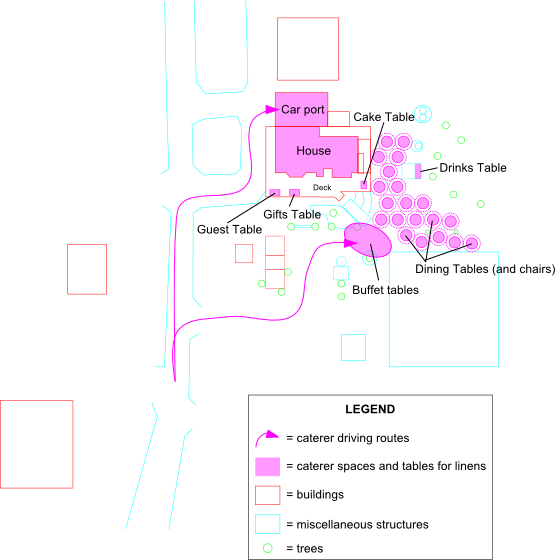 Car port
Cake Table
House
Drinks Table
Deck
Gifts Table
Guest Table
Dining Tables (and chairs)
Buffet tables
LEGEND
= caterer driving routes
= caterer spaces and tables for linens
= buildings
= miscellaneous structures
= trees